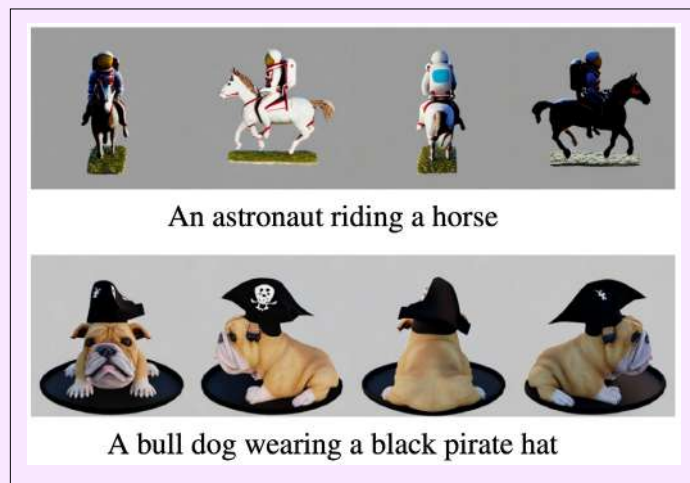 An astronaut riding a horse
A bull dog wearing a black pirate hat